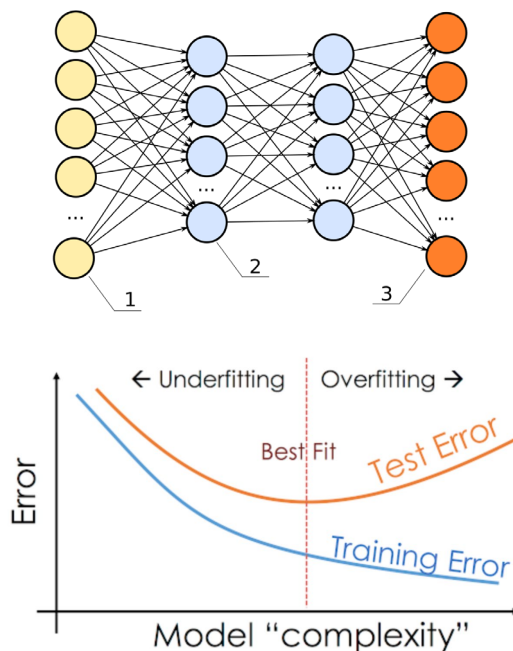 ... ... ... ...
1 2 3
← Underfitting Overfitting →
Best Fit
Test Error
Training Error
Error
Model “complexity”